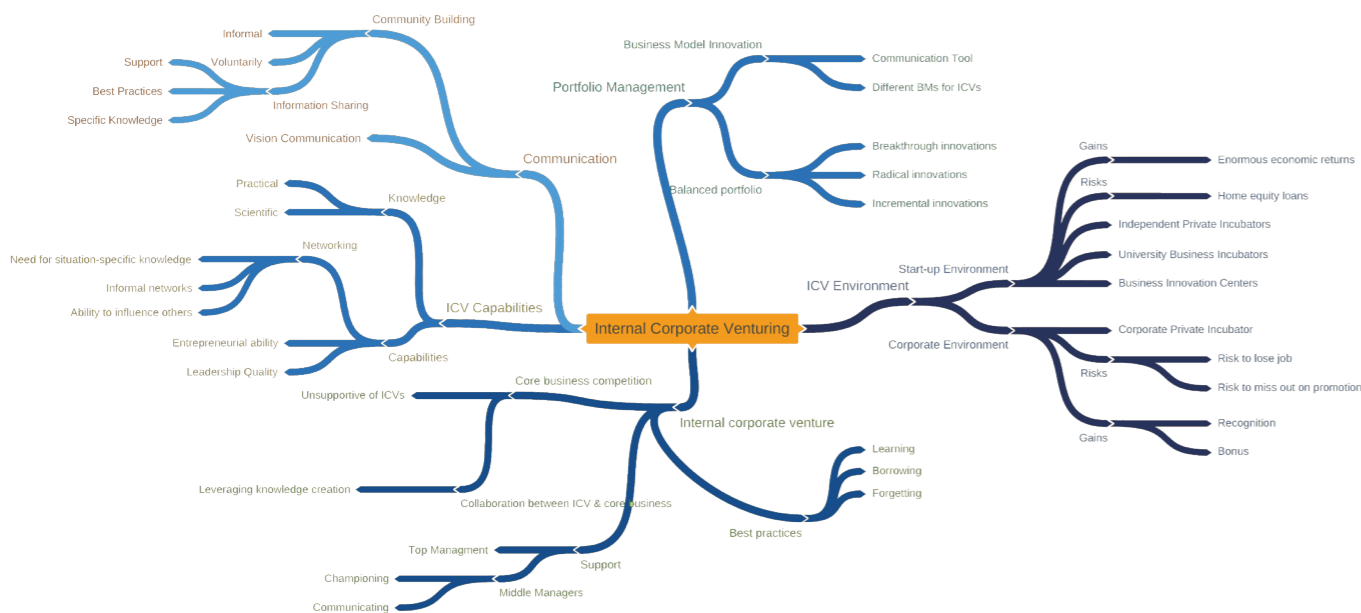 Internal Corporate Venturing
Communication
Community Building
Informal
Voluntarily
Information Sharing
Support
Best Practices
Specific Knowledge
Vision Communication
ICV Capabilities
Knowledge
Practical
Scientific
Capabilities
Networking
Need for situation-specific knowledge
Informal networks
Ability to influence others
Entrepreneurial ability
Leadership Quality
Portfolio Management
Business Model Innovation
Communication Tool
Different BMs for ICVs
Balanced portfolio
Breakthrough innovations
Radical innovations
Incremental innovations
ICV Environment
Start-up Environment
Gains
Enormous economic returns
Risks
Home equity loans
Independent Private Incubators
University Business Incubators
Business Innovation Centers
Corporate Environment
Corporate Private Incubator
Risks
Risk to lose job
Risk to miss out on promotion
Gains
Recognition
Bonus
Internal corporate venture
Core business competition
Unsupportive of ICVs
Collaboration between ICV & core business
Leveraging knowledge creation
Support
Top Managment
Middle Managers
Championing
Communicating
Best practices
Learning
Borrowing
Forgetting